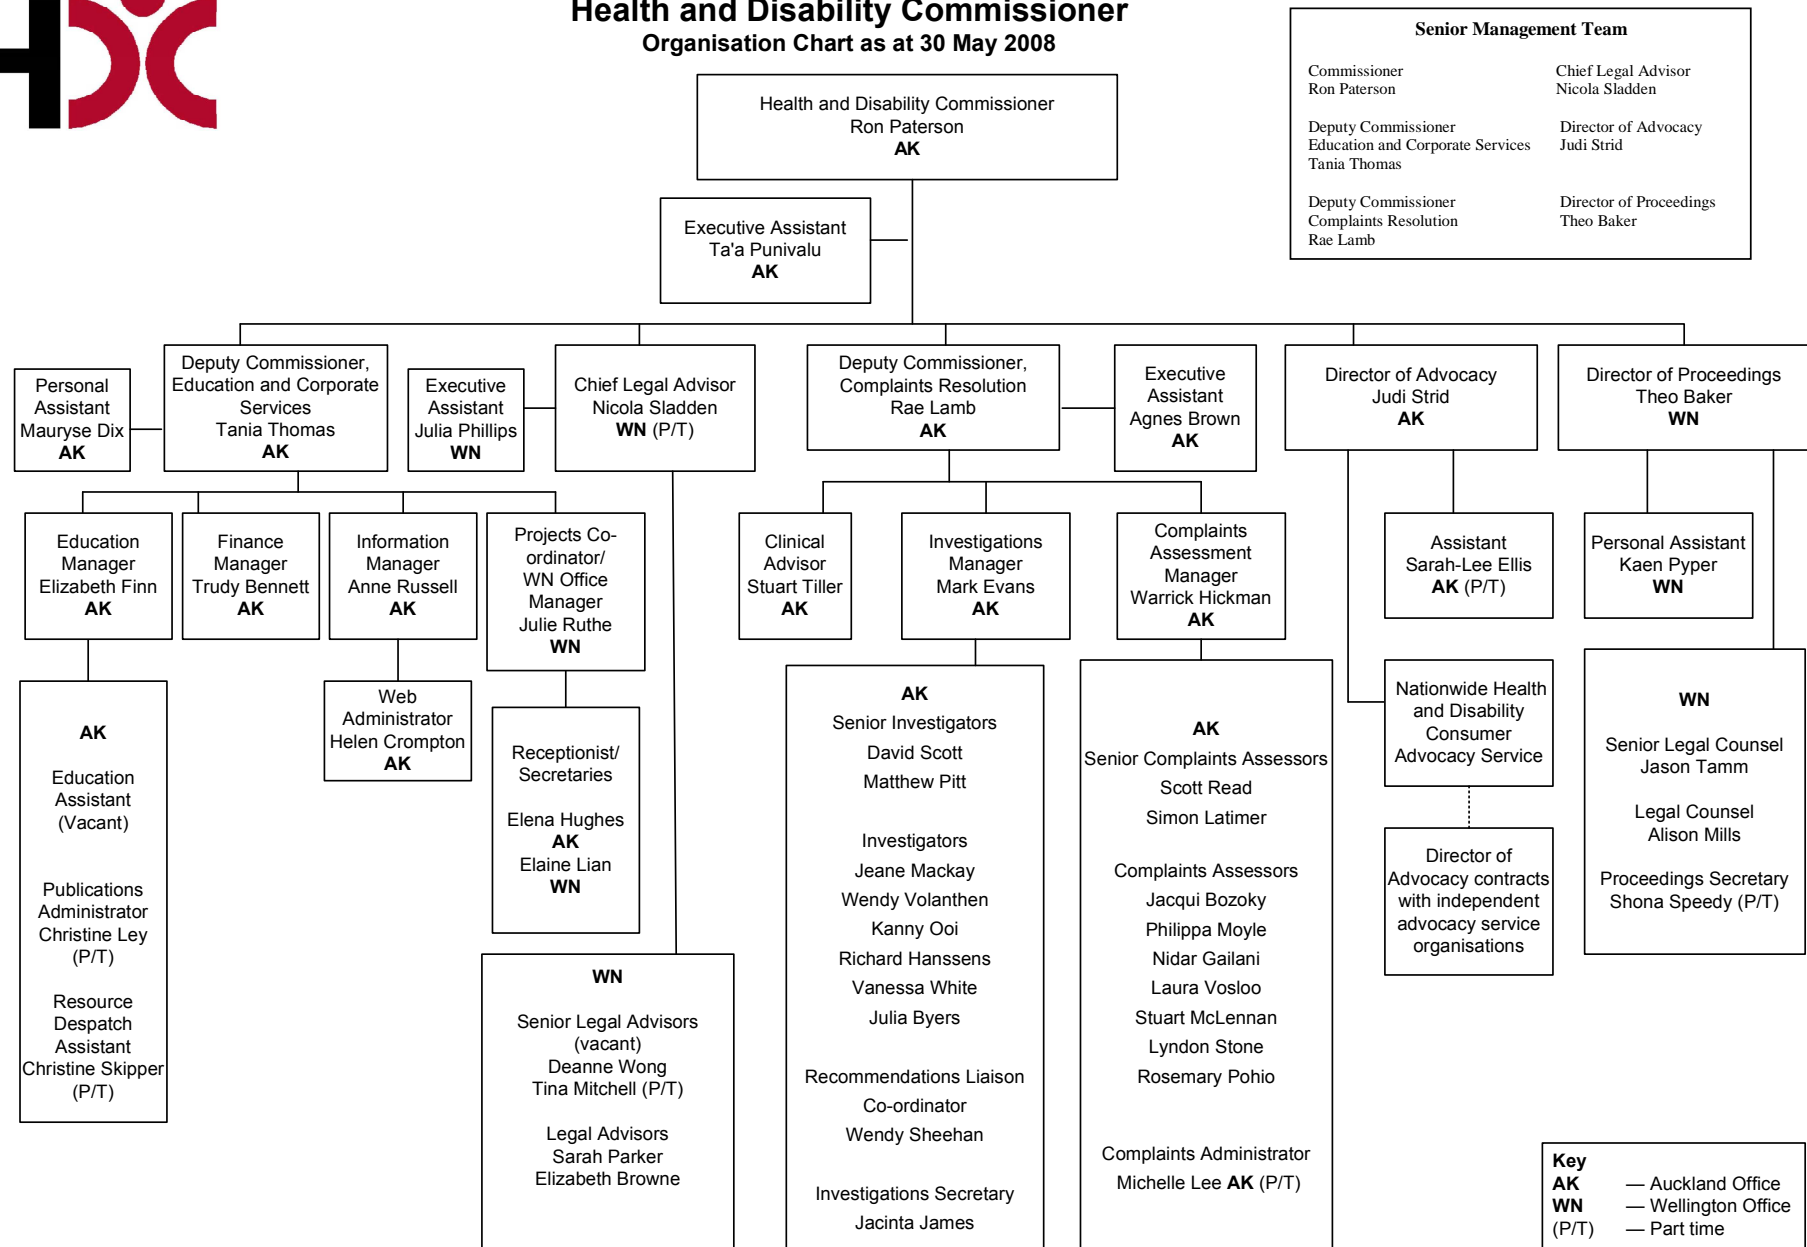 Health and Disability Commissioner
Organisation Chart as at 30 May 2008
Senior Management Team
Commissioner
Ron Paterson
Chief Legal Advisor
Nicola Sladden
Deputy Commissioner
Education and Corporate Services
Tania Thomas
Director of Advocacy
Judi Strid
Deputy Commissioner
Complaints Resolution
Rae Lamb
Director of Proceedings
Theo Baker
Health and Disability Commissioner
Ron Paterson
AK
Executive Assistant
Ta'a Punivalu
AK
Personal
Assistant
Mauryse Dix
AK
Deputy Commissioner,
Education and Corporate
Services
Tania Thomas
AK
Executive
Assistant
Julia Phillips
WN
Chief Legal Advisor
Nicola Sladden
WN (P/T)
Deputy Commissioner,
Complaints Resolution
Rae Lamb
AK
Executive
Assistant
Agnes Brown
AK
Director of Advocacy
Judi Strid
AK
Director of Proceedings
Theo Baker
WN
Education
Manager
Elizabeth Finn
AK
Finance
Manager
Trudy Bennett
AK
Information
Manager
Anne Russell
AK
Projects Co-
ordinator/
WN Office
Manager
Julie Ruthe
WN
Clinical
Advisor
Stuart Tiller
AK
Investigations
Manager
Mark Evans
AK
Complaints
Assessment
Manager
Warrick Hickman
AK
Assistant
Sarah-Lee Ellis
AK (P/T)
Personal Assistant
Kaen Pyper
WN
AK
Education
Assistant
(Vacant)
Publications
Administrator
Christine Ley
(P/T)
Resource
Despatch
Assistant
Christine Skipper
(P/T)
Web
Administrator
Helen Crompton
AK
Receptionist/
Secretaries
Elena Hughes
AK
Elaine Lian
WN
WN
Senior Legal Advisors
(vacant)
Deanne Wong
Tina Mitchell (P/T)
Legal Advisors
Sarah Parker
Elizabeth Browne
AK
Senior Investigators
David Scott
Matthew Pitt
Investigators
Jeane Mackay
Wendy Volanthen
Kanny Ooi
Richard Hanssens
Vanessa White
Julia Byers
Recommendations Liaison
Co-ordinator
Wendy Sheehan
Investigations Secretary
Jacinta James
AK
Senior Complaints Assessors
Scott Read
Simon Latimer
Complaints Assessors
Jacqui Bozoky
Philippa Moyle
Nidar Gailani
Laura Vosloo
Stuart McLennan
Lyndon Stone
Rosemary Pohio
Complaints Administrator
Michelle Lee AK (P/T)
Nationwide Health
and Disability
Consumer
Advocacy Service
Director of
Advocacy contracts
with independent
advocacy service
organisations
WN
Senior Legal Counsel
Jason Tamm
Legal Counsel
Alison Mills
Proceedings Secretary
Shona Speedy (P/T)
Key
AK — Auckland Office
WN — Wellington Office
(P/T) — Part time